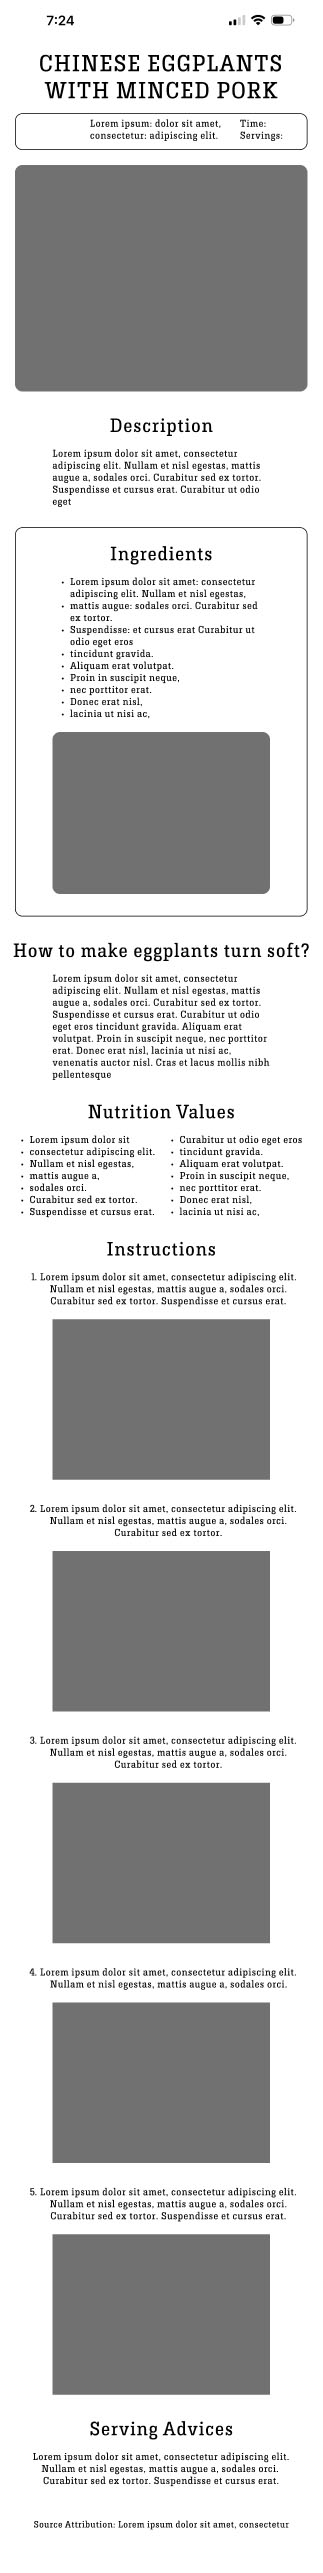 7:24
CHINESE EGGPLANTS
WITH MINCED PORK
Lorem ipsum: dolor sit amet,
consectetur: adipiscing elit.
Time:
Servings:
Description
Lorem ipsum dolor sit amet, consectetur
adipiscing elit. Nullam et nisl egestas, mattis
augue a, sodales orci. Curabitur sed ex tortor.
Suspendisse et cursus erat. Curabitur ut odio
eget
Ingredients
• Lorem ipsum dolor sit amet: consectetur
adipiscing elit. Nullam et nisl egestas,
• mattis augue: sodales orci. Curabitur sed
ex tortor.
• Suspendisse: et cursus erat Curabitur ut
odio eget eros
• tincidunt gravida.
• Aliquam erat volutpat.
• Proin in suscipit neque,
• nec porttitor erat.
• Donec erat nisl,
• lacinia ut nisi ac,
How to make eggplants turn soft?
Lorem ipsum dolor sit amet, consectetur
adipiscing elit. Nullam et nisl egestas, mattis
augue a, sodales orci. Curabitur sed ex tortor.
Suspendisse et cursus erat. Curabitur ut odio
eget eros tincidunt gravida. Aliquam erat
volutpat. Proin in suscipit neque, nec porttitor
erat. Donec erat nisl, lacinia ut nisi ac,
venenatis auctor nisl. Cras et lacus mollis nibh
pellentesque
Nutrition Values
• Lorem ipsum dolor sit
• consectetur adipiscing elit.
• Nullam et nisl egestas,
• mattis augue a,
• sodales orci.
• Curabitur sed ex tortor.
• Suspendisse et cursus erat.
• Curabitur ut odio eget eros
• tincidunt gravida.
• Aliquam erat volutpat.
• Proin in suscipit neque,
• nec porttitor erat.
• Donec erat nisl,
• lacinia ut nisi ac,
Instructions
1. Lorem ipsum dolor sit amet, consectetur adipiscing elit.
Nullam et nisl egestas, mattis augue a, sodales orci.
Curabitur sed ex tortor. Suspendisse et cursus erat.
2. Lorem ipsum dolor sit amet, consectetur adipiscing elit.
Nullam et nisl egestas, mattis augue a, sodales orci.
Curabitur sed ex tortor.
3. Lorem ipsum dolor sit amet, consectetur adipiscing elit.
Nullam et nisl egestas, mattis augue a, sodales orci.
Curabitur sed ex tortor.
4. Lorem ipsum dolor sit amet, consectetur adipiscing elit.
Nullam et nisl egestas, mattis augue a, sodales orci.
5. Lorem ipsum dolor sit amet, consectetur adipiscing elit.
Nullam et nisl egestas, mattis augue a, sodales orci.
Curabitur sed ex tortor. Suspendisse et cursus erat.
Serving Advices
Lorem ipsum dolor sit amet, consectetur adipiscing elit.
Nullam et nisl egestas, mattis augue a, sodales orci.
Curabitur sed ex tortor. Suspendisse et cursus erat.
Source Attribution: Lorem ipsum dolor sit amet, consectetur